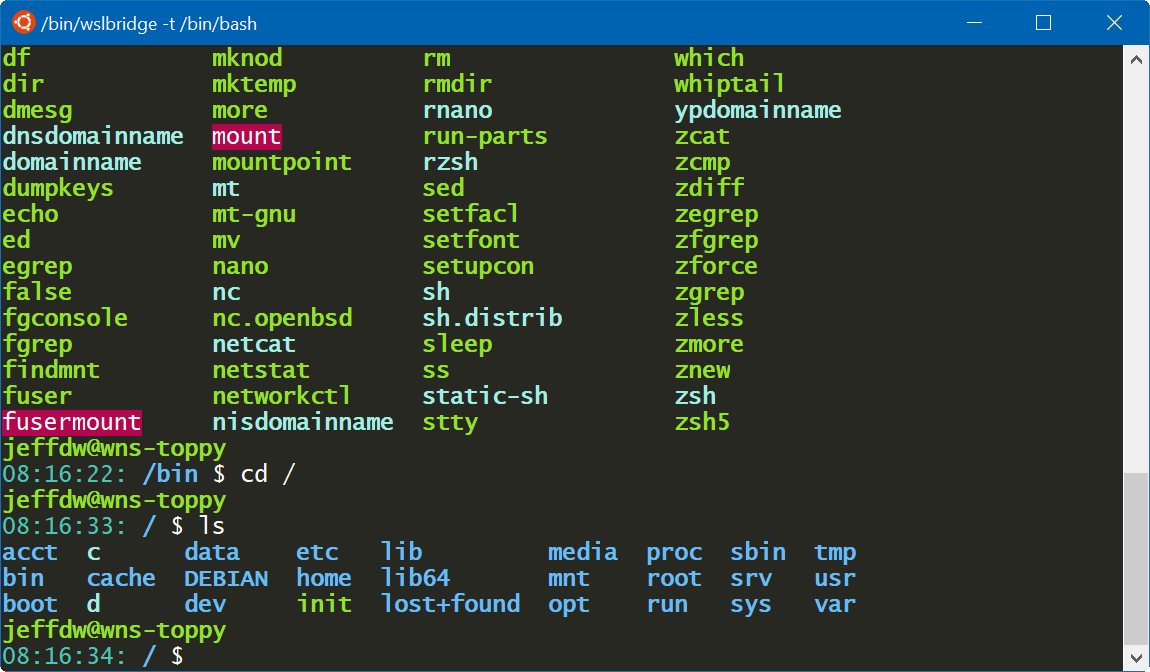 /bin/wslbridge -t /bin/bash
df mknod rm which
dir mktemp rmdir whiptail
dmesg more rnano ypdomainname
dnsdomainname mount run-parts zcat
domainname mountpoint rzsh zcmp
dumpkeys mt sed zdiff
echo mt-gnu setfacl zegrep
ed mv setfont zfgrep
egrep nano setupcon zforce
false nc sh zgrep
fgconsole nc.openbsd sh.distrib zless
fgrep netcat sleep zmore
findmnt netstat ss znew
fuser networkctl static-sh zsh
fusermount nisdomainname stty zsh5
jeffdw@wns-toppy
08:16:22: /bin $ cd /
jeffdw@wns-toppy
08:16:33: / $ ls
acct c data etc lib media proc sbin tmp
bin cache DEBIAN home lib64 mnt root srv usr
boot d dev init lost+found opt run sys var
jeffdw@wns-toppy
08:16:34: / $